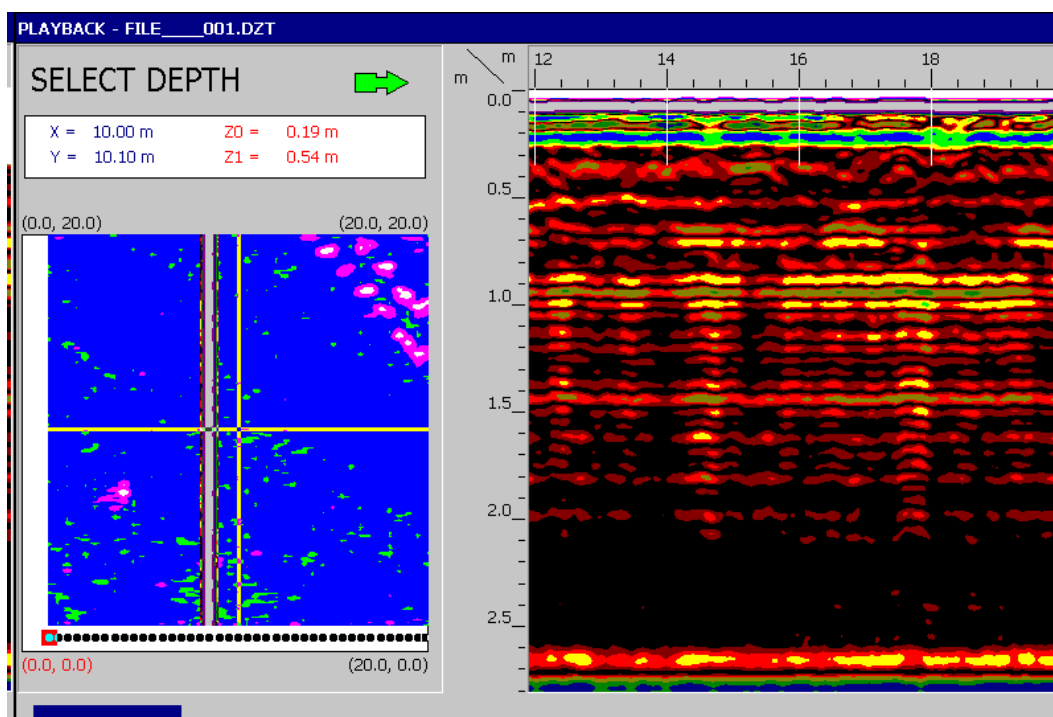 PLAYBACK - FILE____001.DZT
SELECT DEPTH
X = 10.00 m Z0 = 0.19 m
Y = 10.10 m Z1 = 0.54 m
(0.0, 20.0) (20.0, 20.0)
(0.0, 0.0) (20.0, 0.0)
m 12 14 16 18
m
0.0
0.5
1.0
1.5
2.0
2.5